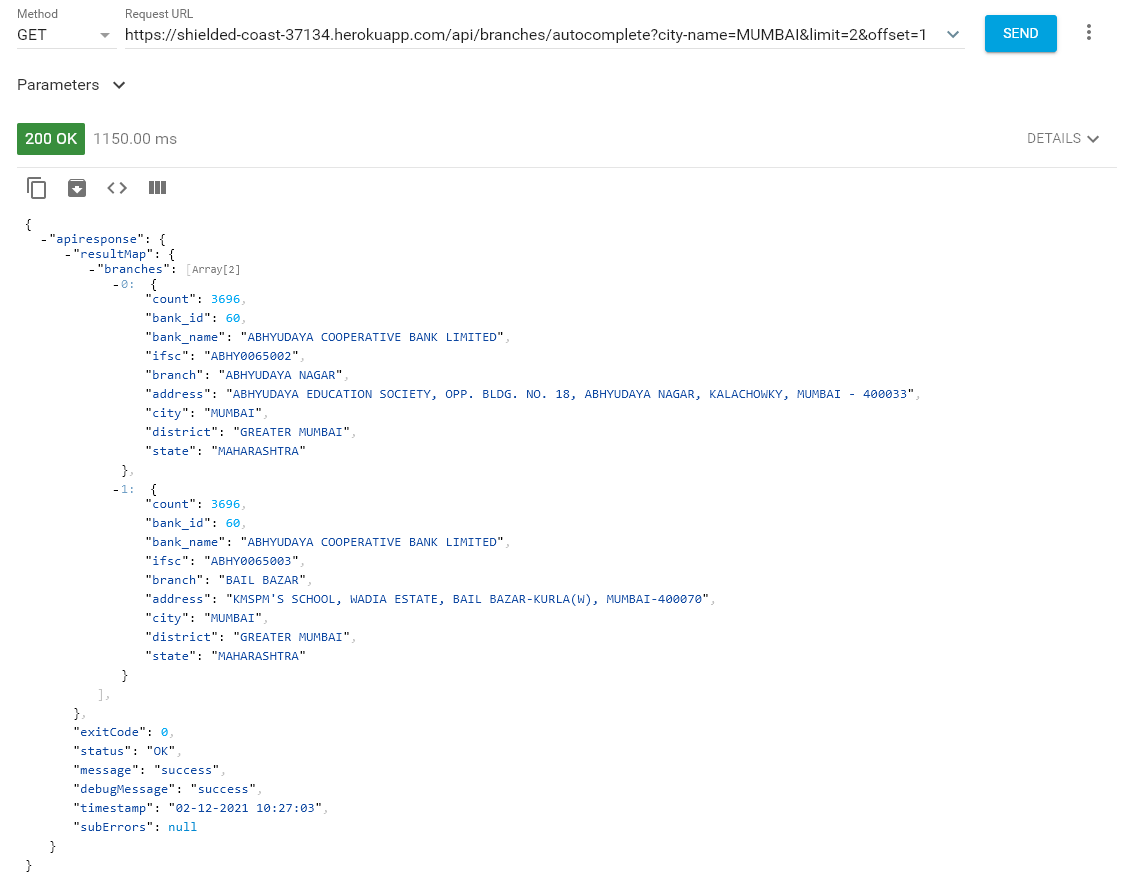 Method
Request URL
GET
https://shielded-coast-37134.herokuapp.com/api/branches/autocomplete?city-name=MUMBAI&limit=2&offset=1
SEND
Parameters
200 OK
1150.00 ms
DETAILS
{
-"apiresponse": {
-"resultMap": {
-"branches": [Array[2]
-0: {
"count": 3696,
"bank_id": 60,
"bank_name": "ABHYUDAYA COOPERATIVE BANK LIMITED",
"ifsc": "ABHY0065002",
"branch": "ABHYUDAYA NAGAR",
"address": "ABHYUDAYA EDUCATION SOCIETY, OPP. BLDG. NO. 18, ABHYUDAYA NAGAR, KALACHOWKY, MUMBAI - 400033",
"city": "MUMBAI",
"district": "GREATER MUMBAI",
"state": "MAHARASHTRA"
},
-1: {
"count": 3696,
"bank_id": 60,
"bank_name": "ABHYUDAYA COOPERATIVE BANK LIMITED",
"ifsc": "ABHY0065003",
"branch": "BAIL BAZAR",
"address": "KMSPM'S SCHOOL, WADIA ESTATE, BAIL BAZAR-KURLA(W), MUMBAI-400070",
"city": "MUMBAI",
"district": "GREATER MUMBAI",
"state": "MAHARASHTRA"
}
],
},
"exitCode": 0,
"status": "OK",
"message": "success",
"debugMessage": "success",
"timestamp": "02-12-2021 10:27:03",
"subErrors": null
}
}